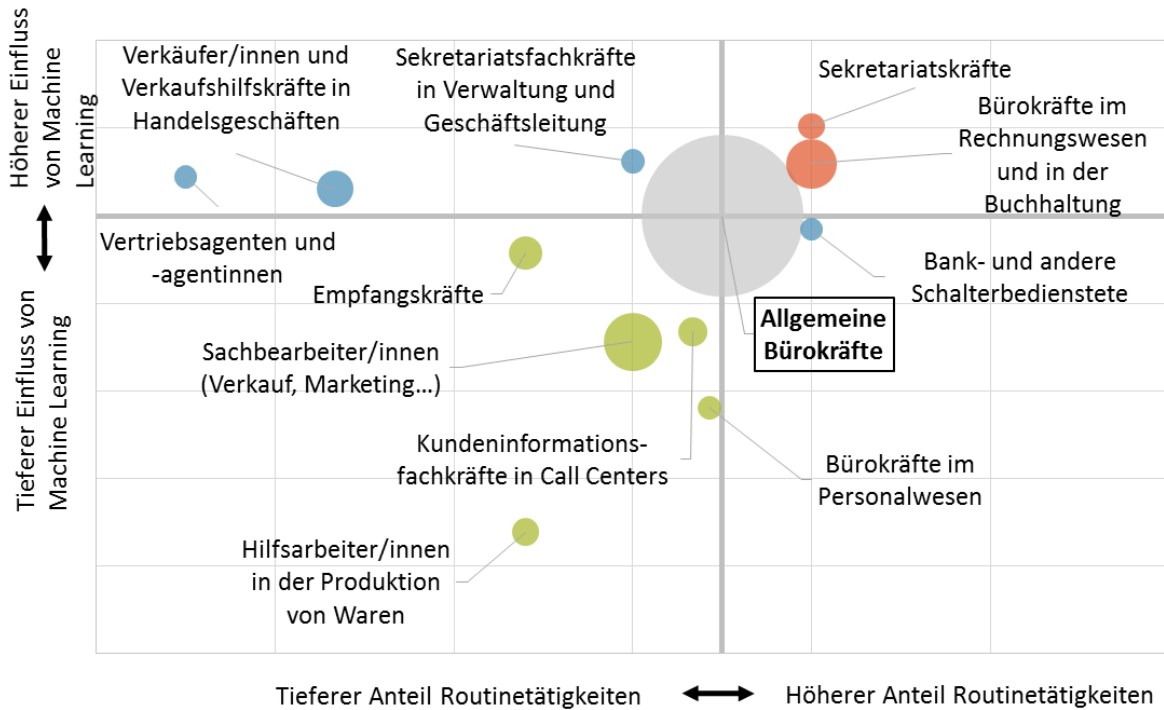 Höherer Einfluss
von Machine
Learning
Tieferer Einfluss von
Machine Learning
Verkäufer/innen und
Verkaufshilfskräfte in
Handelsgeschäften
Sekretariatsfachkräfte
in Verwaltung und
Geschäftsleitung
Sekretariatskräfte
Bürokräfte im
Rechnungswesen
und in der
Buchhaltung
Vertriebsagenten und
-agentinnen
Empfangskräfte
Bank- und andere
Schalterbedienstete
Allgemeine
Bürokräfte
Sachbearbeiter/innen
(Verkauf, Marketing…)
Kundeninformations-
fachkräfte in Call Centers
Bürokräfte im
Personalwesen
Hilfsarbeiter/innen
in der Produktion
von Waren
Tieferer Anteil Routinetätigkeiten
Höherer Anteil Routinetätigkeiten